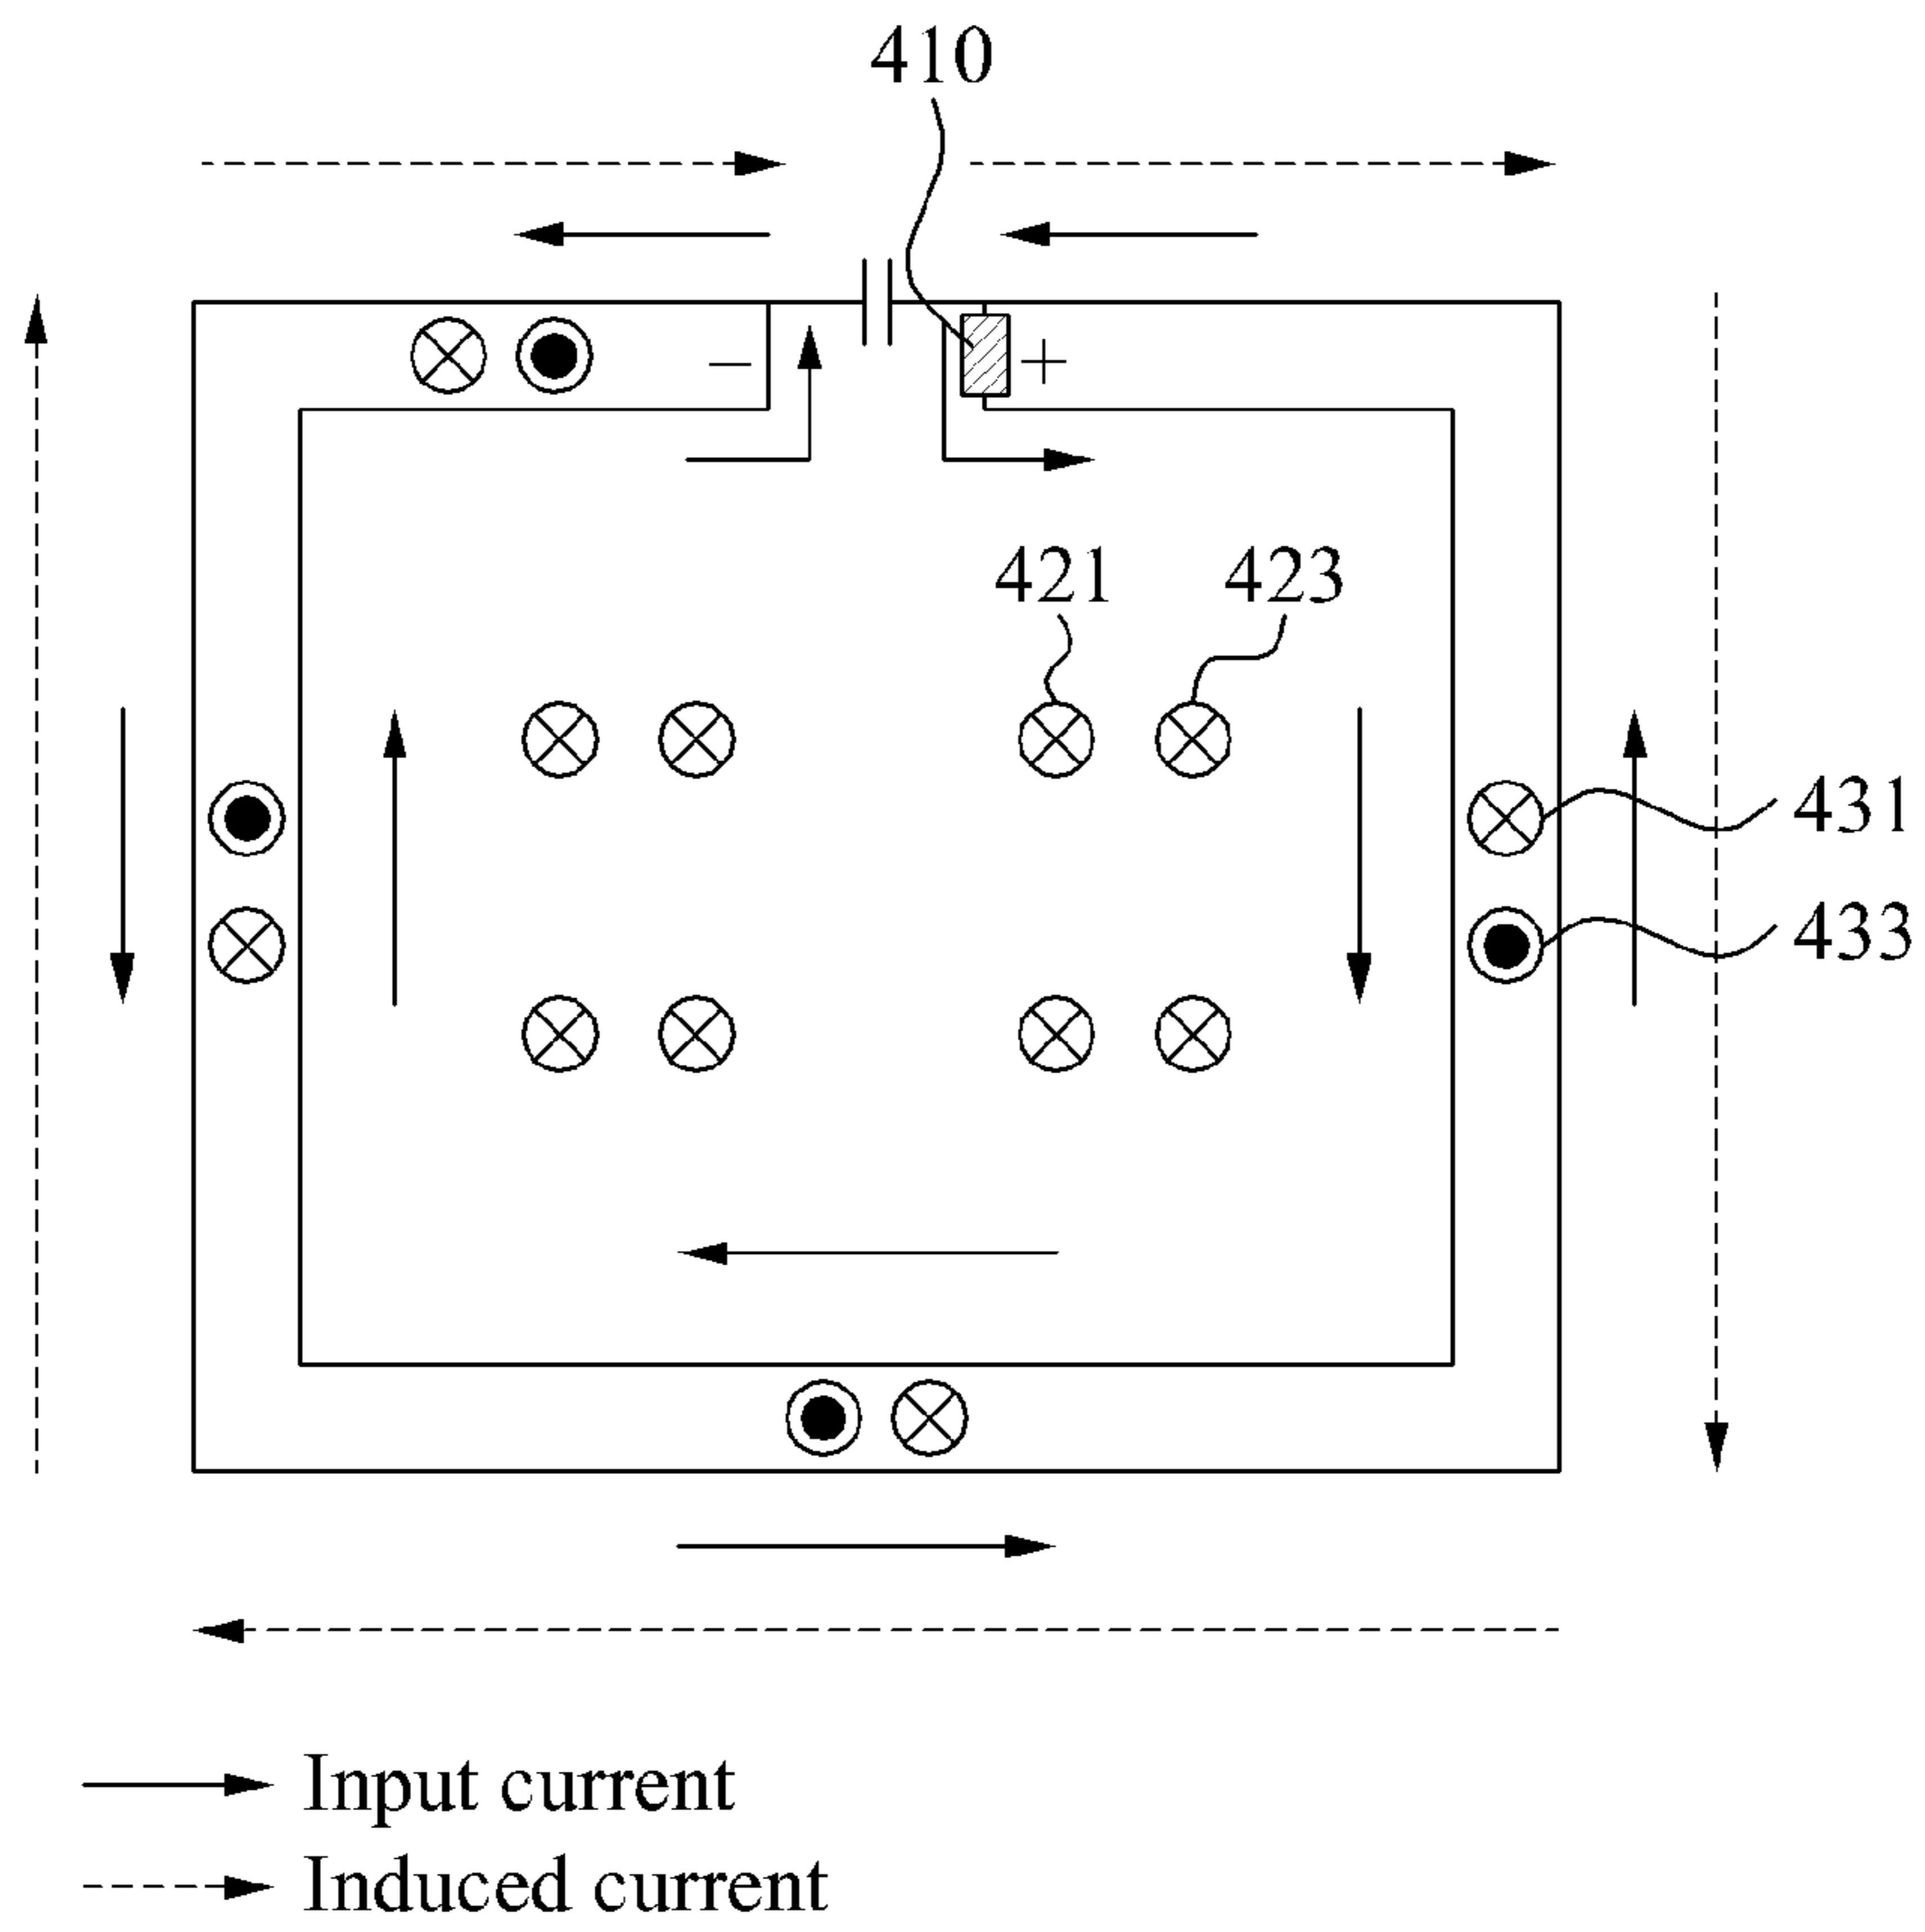 410
− +
421 423
431
433
Input current
Induced current